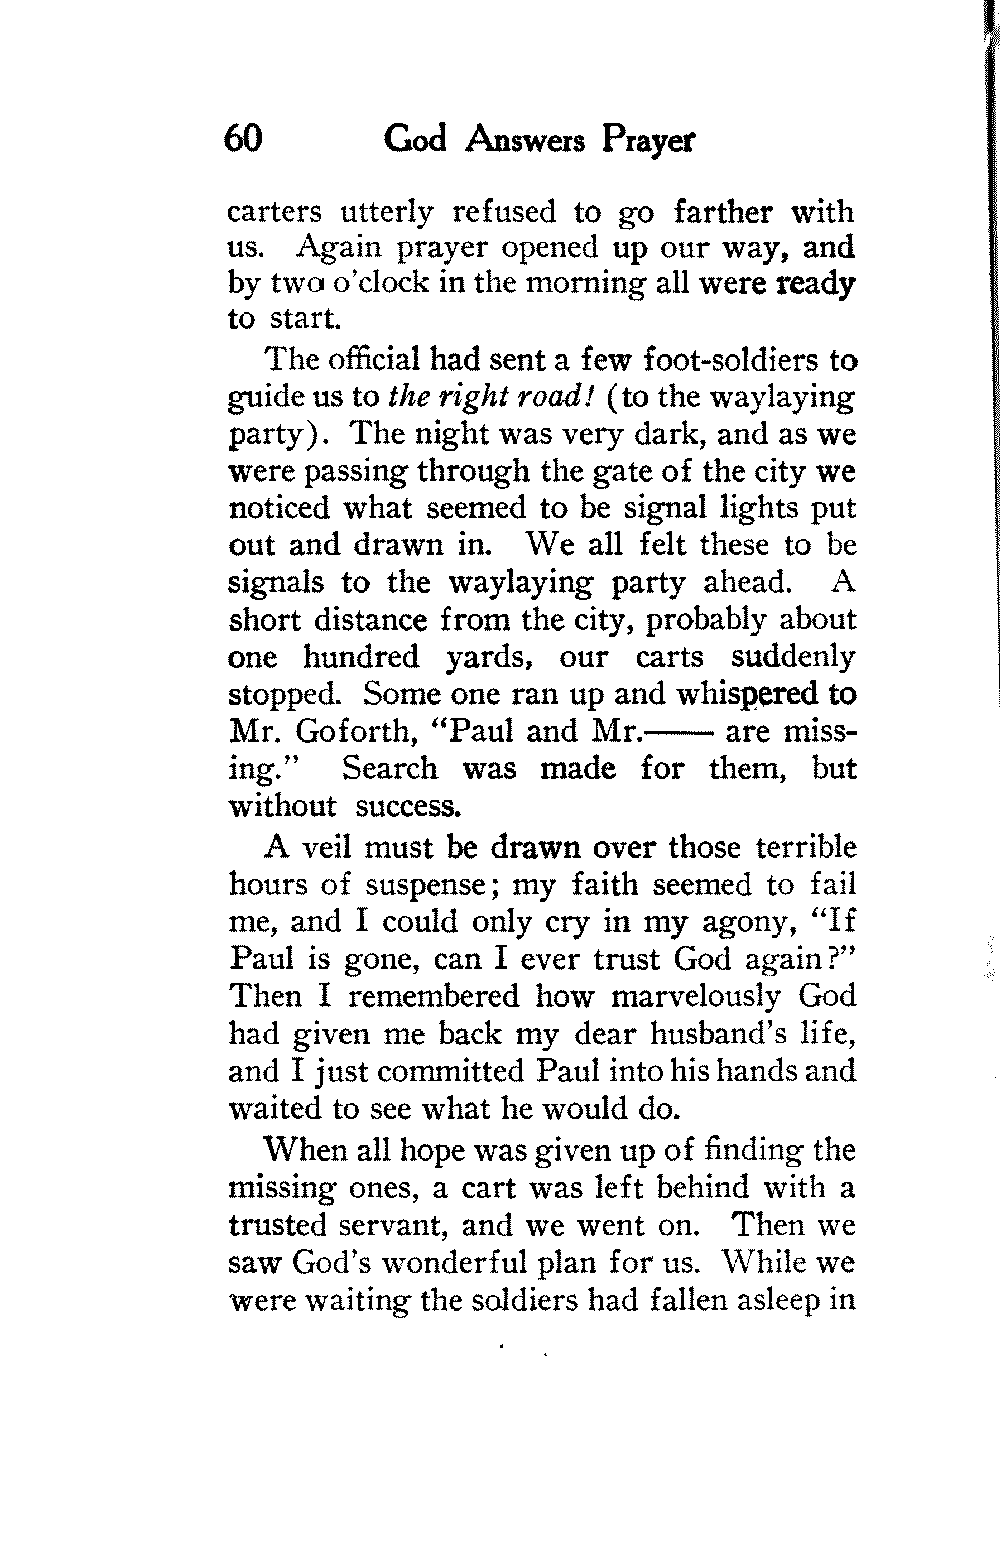 60 God Answers Prayer
carters utterly refused to go farther with
us. Again prayer opened up our way, and
by two o'clock in the morning all were ready
to start.
The official had sent a few foot-soldiers to
guide us to the right road! (to the waylaying
party). The night was very dark, and as we
were passing through the gate of the city we
noticed what seemed to be signal lights put
out and drawn in. We all felt these to be
signals to the waylaying party ahead. A
short distance from the city, probably about
one hundred yards, our carts suddenly
stopped. Some one ran up and whispered to
Mr. Goforth, “Paul and Mr.—— are miss-
ing.” Search was made for them, but
without success.
A veil must be drawn over those terrible
hours of suspense; my faith seemed to fail
me, and I could only cry in my agony, “If
Paul is gone, can I ever trust God again?”
Then I remembered how marvelously God
had given me back my dear husband's life,
and I just committed Paul into his hands and
waited to see what he would do.
When all hope was given up of finding the
missing ones, a cart was left behind with a
trusted servant, and we went on. Then we
saw God's wonderful plan for us. While we
were waiting the soldiers had fallen asleep in